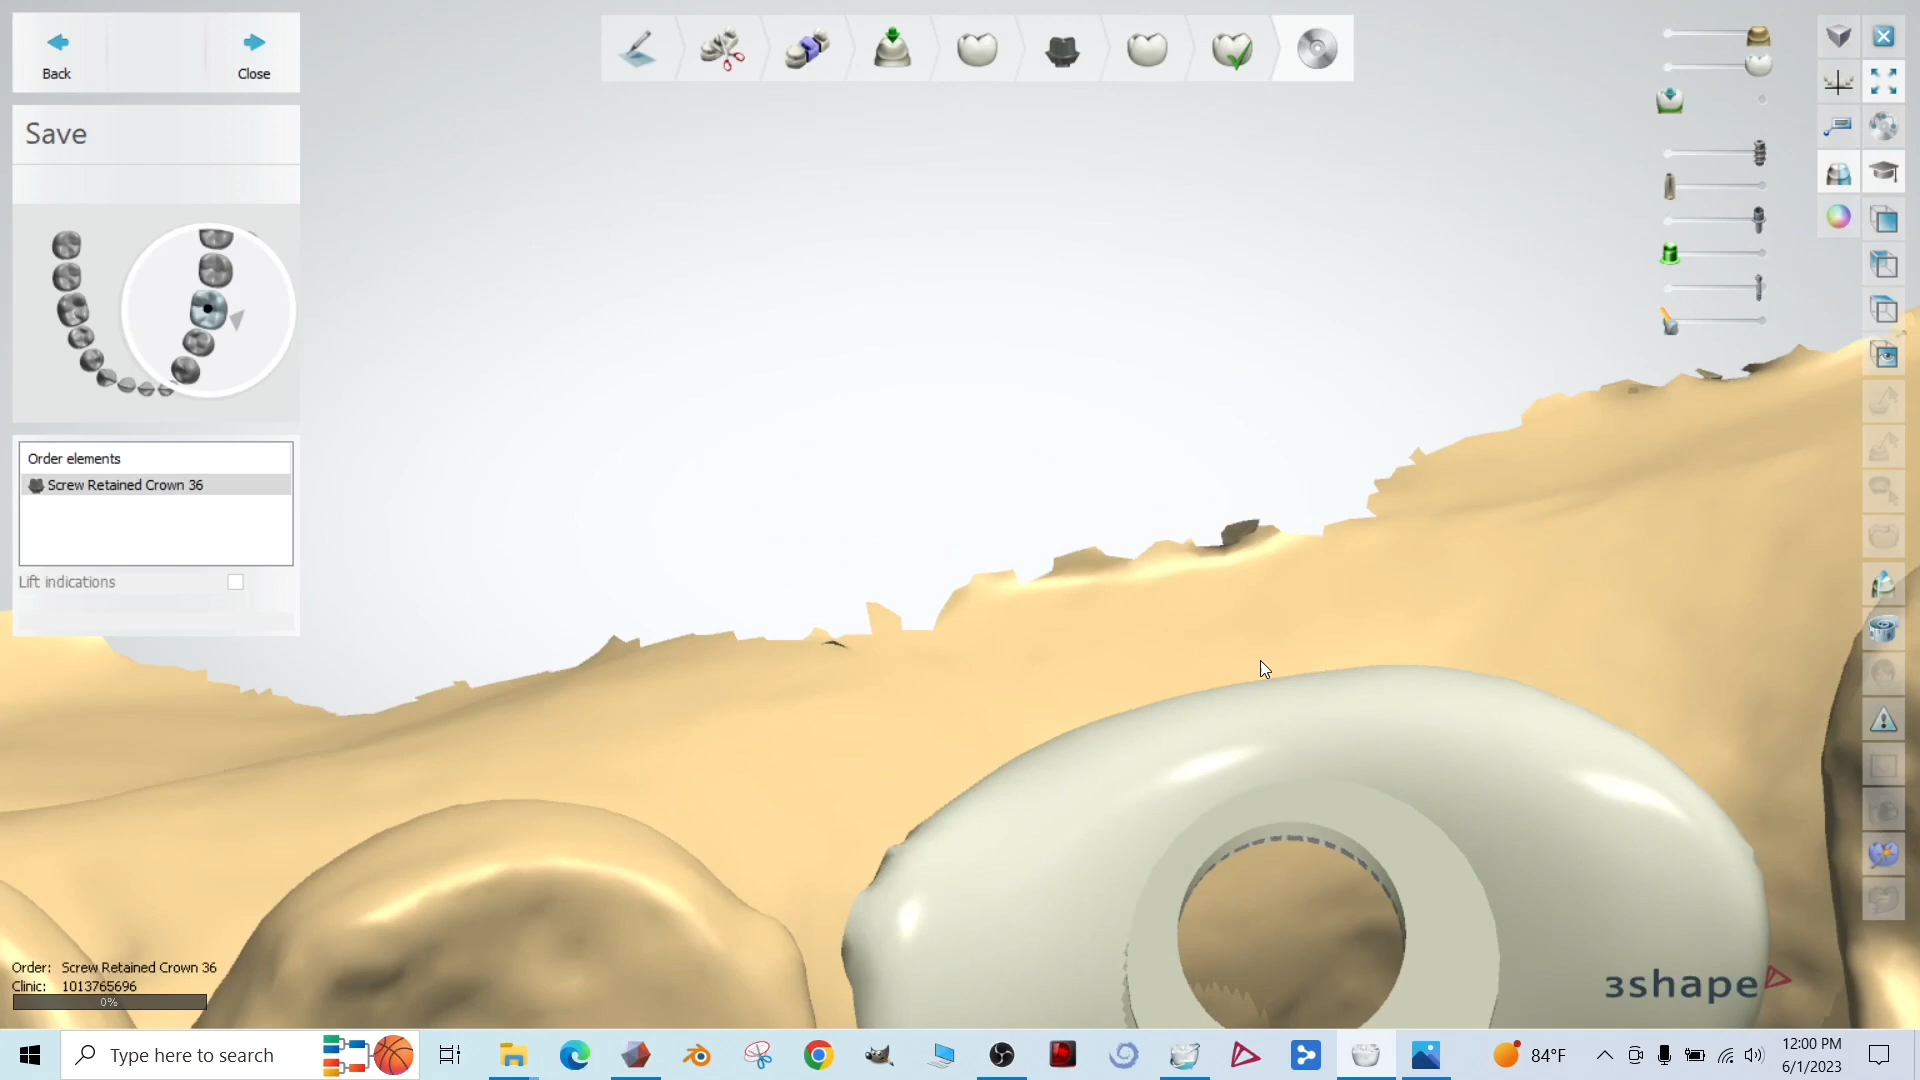 Back
Close
Save
Order elements
Screw Retained Crown 36
Lift indications
Order: Screw Retained Crown 36
Clinic: 1013765696
0%
3shape
Type here to search
84°F
12:00 PM
6/1/2023